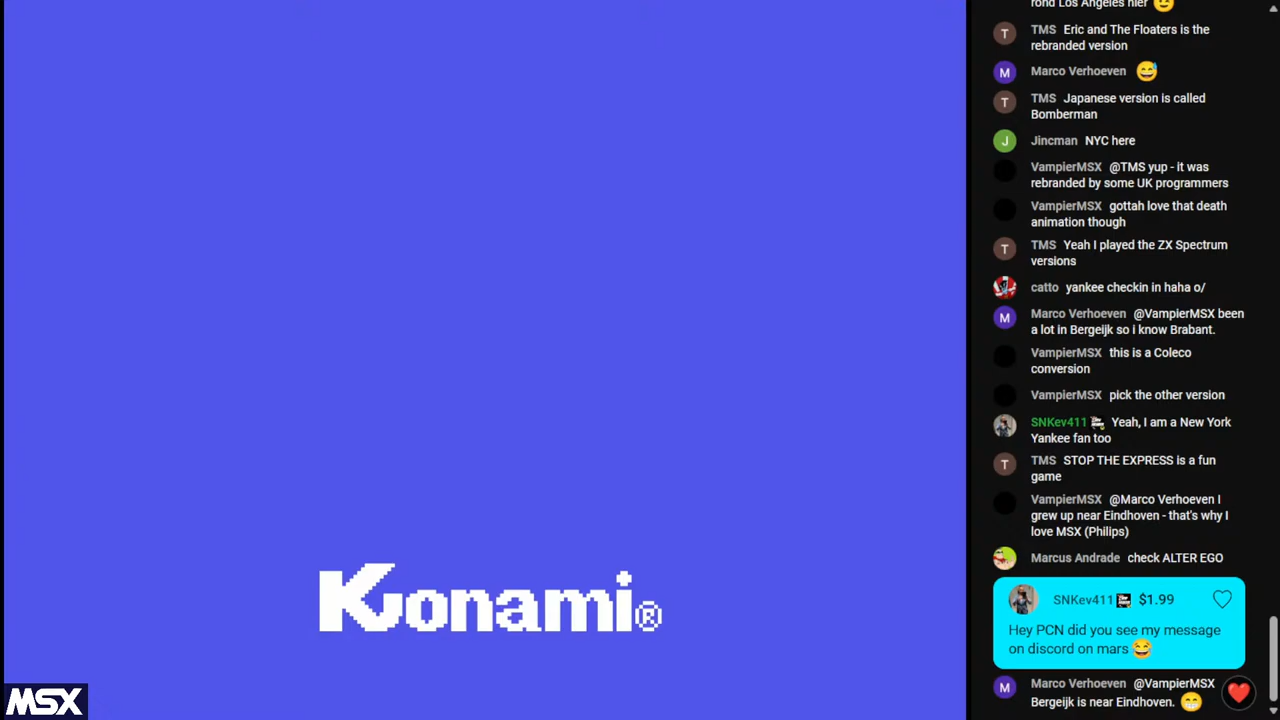 Konami®
MSX
rond Los Angeles hier
T
TMS Eric and The Floaters is the
rebranded version
M
Marco Verhoeven
T
TMS Japanese version is called
Bomberman
J
Jincman NYC here
VampierMSX @TMS yup - it was
rebranded by some UK programmers
VampierMSX gottah love that death
animation though
T
TMS Yeah I played the ZX Spectrum
versions
catto yankee checkin in haha o/
M
Marco Verhoeven @VampierMSX been
a lot in Bergeijk so i know Brabant.
VampierMSX this is a Coleco
conversion
VampierMSX pick the other version
SNKev411 Yeah, I am a New York
Yankee fan too
T
TMS STOP THE EXPRESS is a fun
game
VampierMSX @Marco Verhoeven I
grew up near Eindhoven - that's why I
love MSX (Philips)
Marcus Andrade check ALTER EGO
SNKev411 $1.99
Hey PCN did you see my message
on discord on mars
M
Marco Verhoeven @VampierMSX
Bergeijk is near Eindhoven.